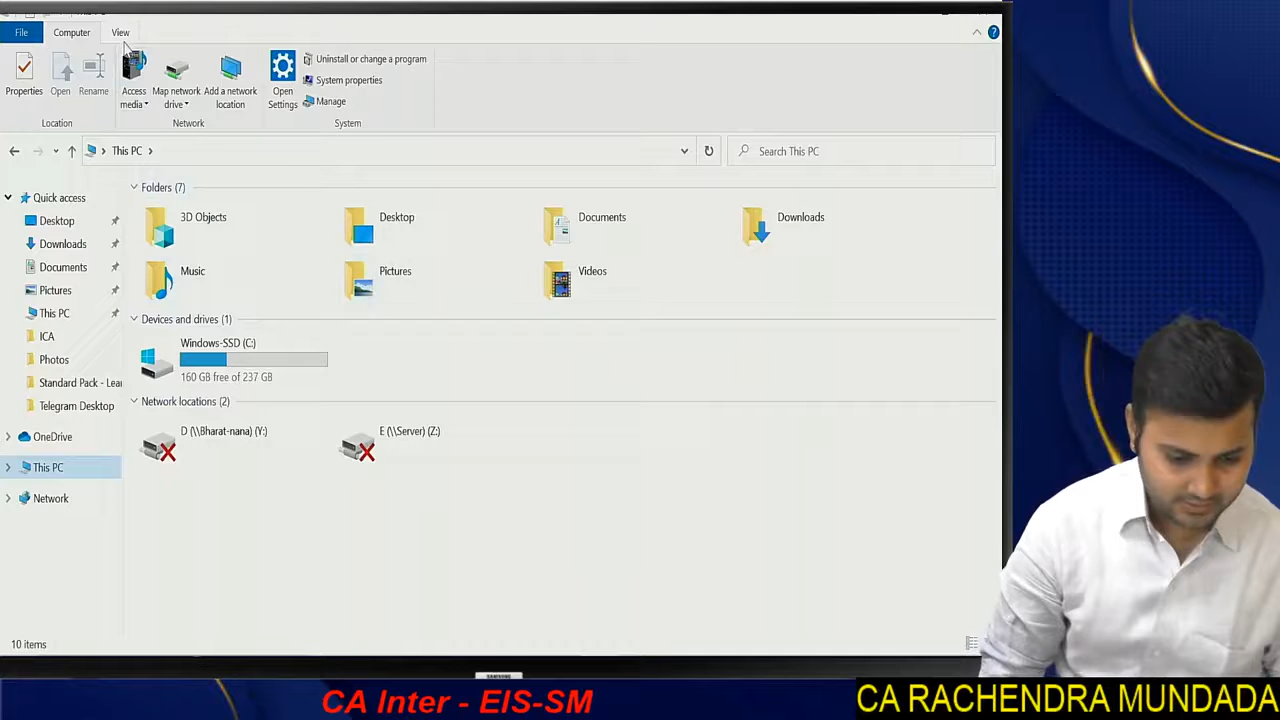 File
Computer
View
Properties
Open
Rename
Access media
Map network drive
Add a network location
Open Settings
Uninstall or change a program
System properties
Manage
Location
Network
System
This PC
Search This PC
Quick access
Desktop
Downloads
Documents
Pictures
This PC
ICA
Photos
Standard Pack - Lea
Telegram Desktop
OneDrive
This PC
Network
Folders (7)
3D Objects
Desktop
Documents
Downloads
Music
Pictures
Videos
Devices and drives (1)
Windows-SSD (C:)
160 GB free of 237 GB
Network locations (2)
D (\\Bharat-nana) (Y:)
E (\\Server) (Z:)
10 items
SAMSUNG
CA Inter - EIS-SM
CA RACHENDRA MUNDADA